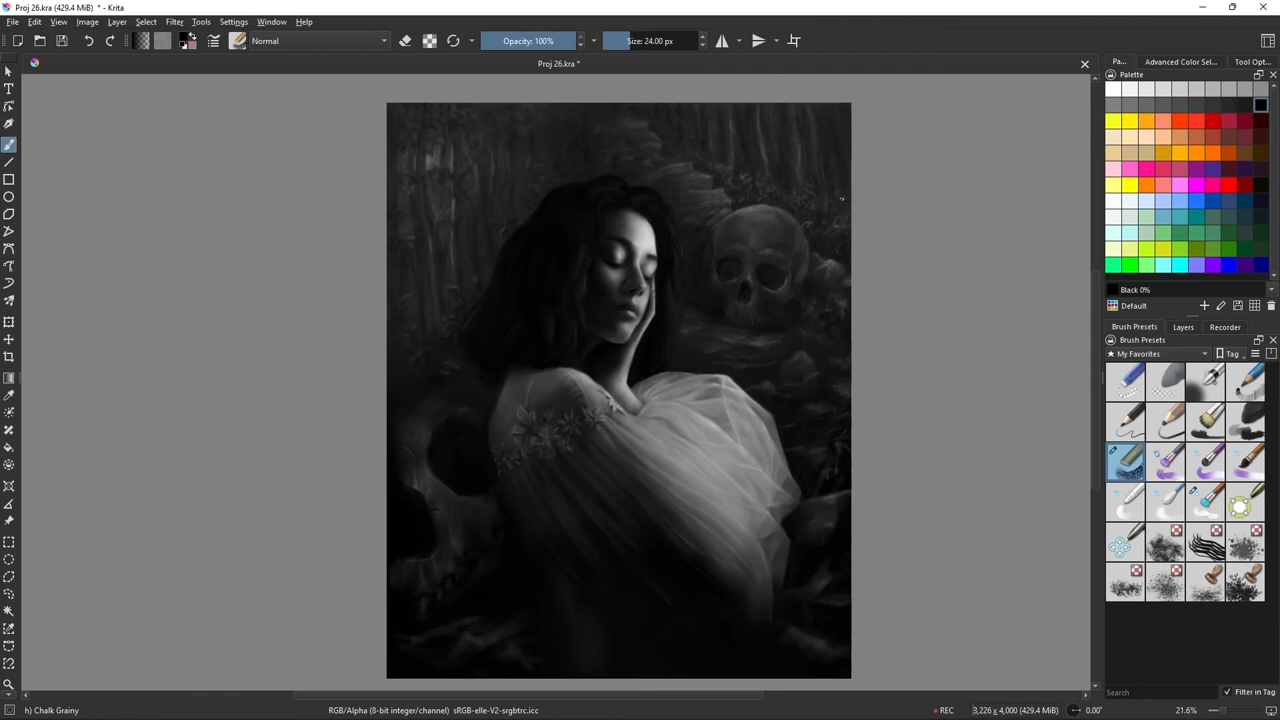 Proj 26.kra (429.4 MiB) * - Krita
File Edit View Image Layer Select Filter Tools Settings Window Help
Normal Opacity: 100% Size: 24.00 px
Proj 26.kra *
Pa... Advanced Color Sel... Tool Opt...
Palette
Black 0%
Default
Brush Presets Layers Recorder
Brush Presets
My Favorites Tag
Search Filter in Tag
h) Chalk Grainy RGB/Alpha (8-bit integer/channel) sRGB-elle-V2-srgbtrc.icc REC 3,226 x 4,000 (429.4 MiB) 0.00° 21.6%